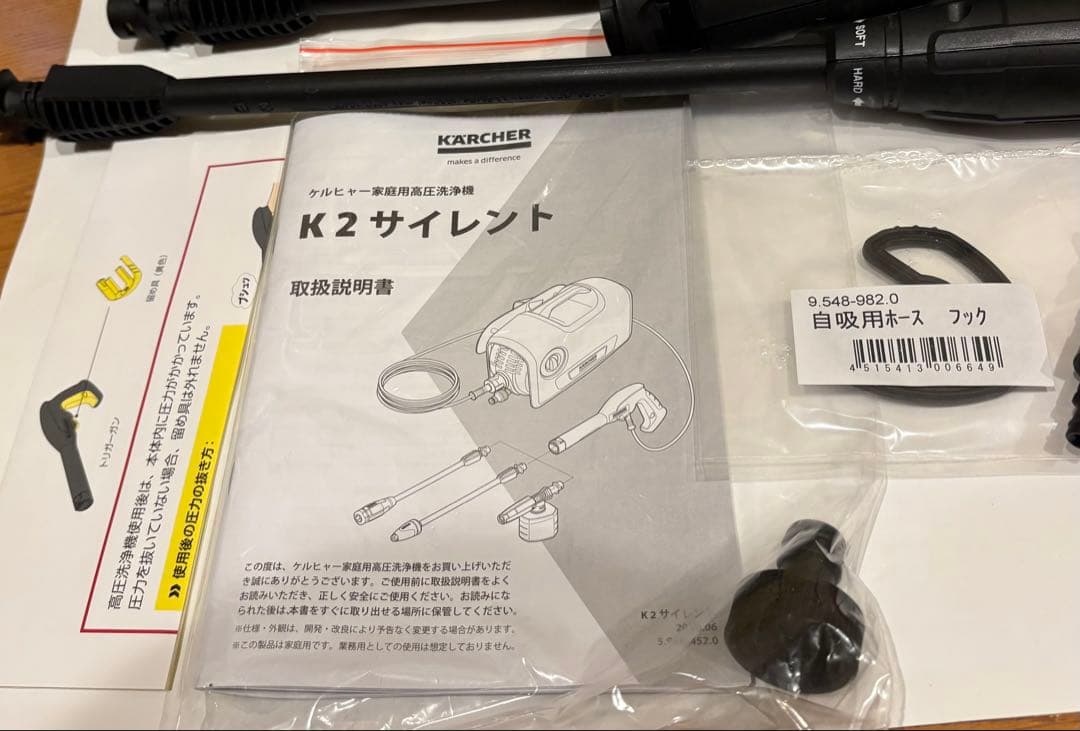 SOFT
HARD
KÄRCHER
makes a difference
ケルヒャー家庭用高圧洗浄機
K2サイレント
取扱説明書
KÄRCHER
この度は、ケルヒャー家庭用高圧洗浄機をお買い上げいただ
き誠にありがとうございます。ご使用前に取扱説明書をよく
お読みいただき、正しく安全にご使用ください。お読みにな
られた後は、本書をすぐに取り出せる場所に保管してください。
※仕様・外観は、開発・改良により予告なく変更する場合があります。
※この製品は家庭用です。業務用としての使用は想定しておりません。
K2サイレン
452.0
9.548-982.0
自吸用ホース フック
4 515413 006649
留め具(黄色)
トリガーガン
プシュッ
高圧洗浄機使用後は、本体内に圧力がかかっています。
圧力を抜いていない場合、留め具は外れません。
» 使用後の圧力の抜き方: